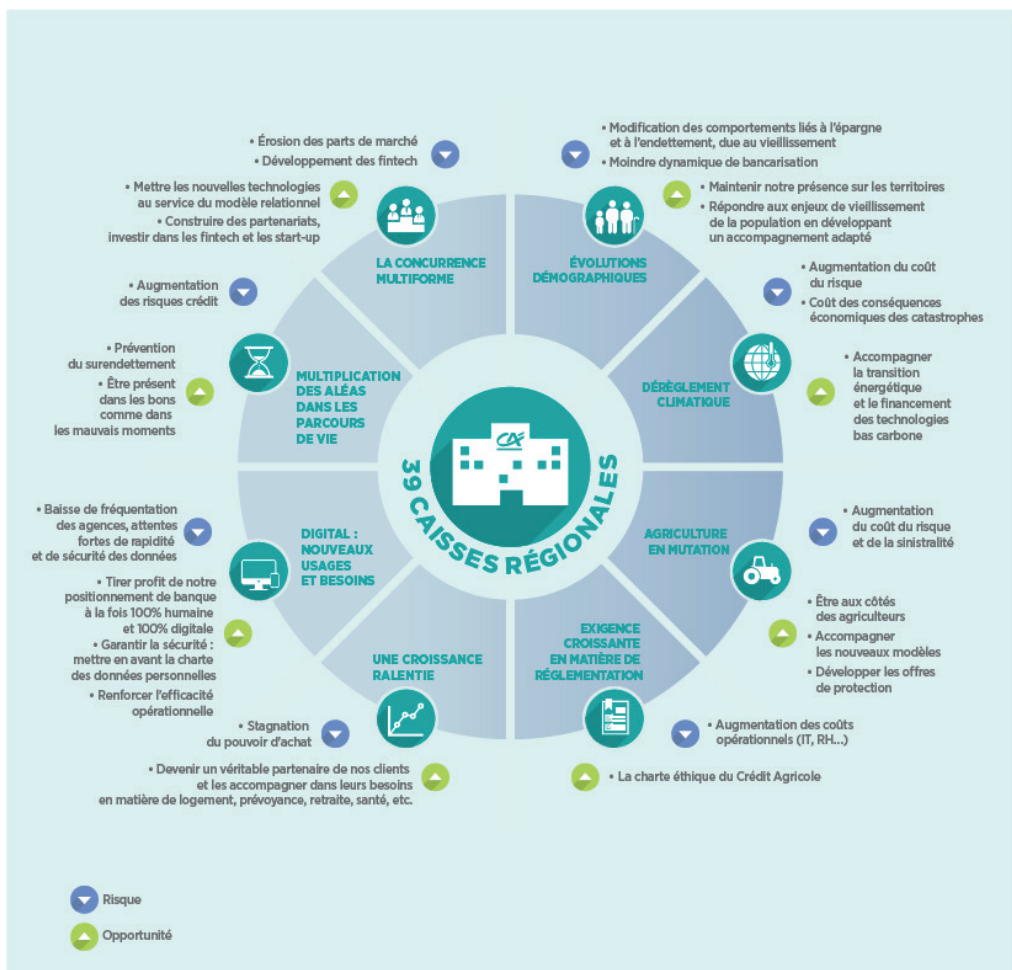 • Érosion des parts de marché
• Développement des fintech
• Mettre les nouvelles technologies
au service du modèle relationnel
• Construire des partenariats,
investir dans les fintech et les start-up
LA CONCURRENCE
MULTIFORME
• Modification des comportements liés à l'épargne
et à l'endettement, due au vieillissement
• Moindre dynamique de bancarisation
• Maintenir notre présence sur les territoires
• Répondre aux enjeux de vieillissement
de la population en développant
un accompagnement adapté
ÉVOLUTIONS
DÉMOGRAPHIQUES
• Augmentation du coût
du risque
• Coût des conséquences
économiques des catastrophes
• Accompagner
la transition
énergétique
et le financement
des technologies
bas carbone
DÉRÈGLEMENT
CLIMATIQUE
• Augmentation
des risques crédit
• Prévention
du surendettement
• Être présent
dans les bons
comme dans
les mauvais moments
MULTIPLICATION
DES ALÉAS
DANS LES
PARCOURS
DE VIE
CA
39 CAISSES RÉGIONALES
• Baisse de fréquentation
des agences, attentes
fortes de rapidité
et de sécurité des données
• Tirer profit de notre
positionnement de banque
à la fois 100% humaine
et 100% digitale
• Garantir la sécurité :
mettre en avant la charte
des données personnelles
• Renforcer l'efficacité
opérationnelle
DIGITAL :
NOUVEAUX
USAGES
ET BESOINS
AGRICULTURE
EN MUTATION
• Augmentation
du coût du risque
et de la sinistralité
• Être aux côtés
des agriculteurs
• Accompagner
les nouveaux modèles
• Développer les offres
de protection
UNE CROISSANCE
RALENTIE
• Stagnation
du pouvoir d'achat
• Devenir un véritable partenaire de nos clients
et les accompagner dans leurs besoins
en matière de logement, prévoyance, retraite, santé, etc.
EXIGENCE
CROISSANTE
EN MATIÈRE DE
RÉGLEMENTATION
• Augmentation des coûts
opérationnels (IT, RH...)
• La charte éthique du Crédit Agricole
Risque
Opportunité